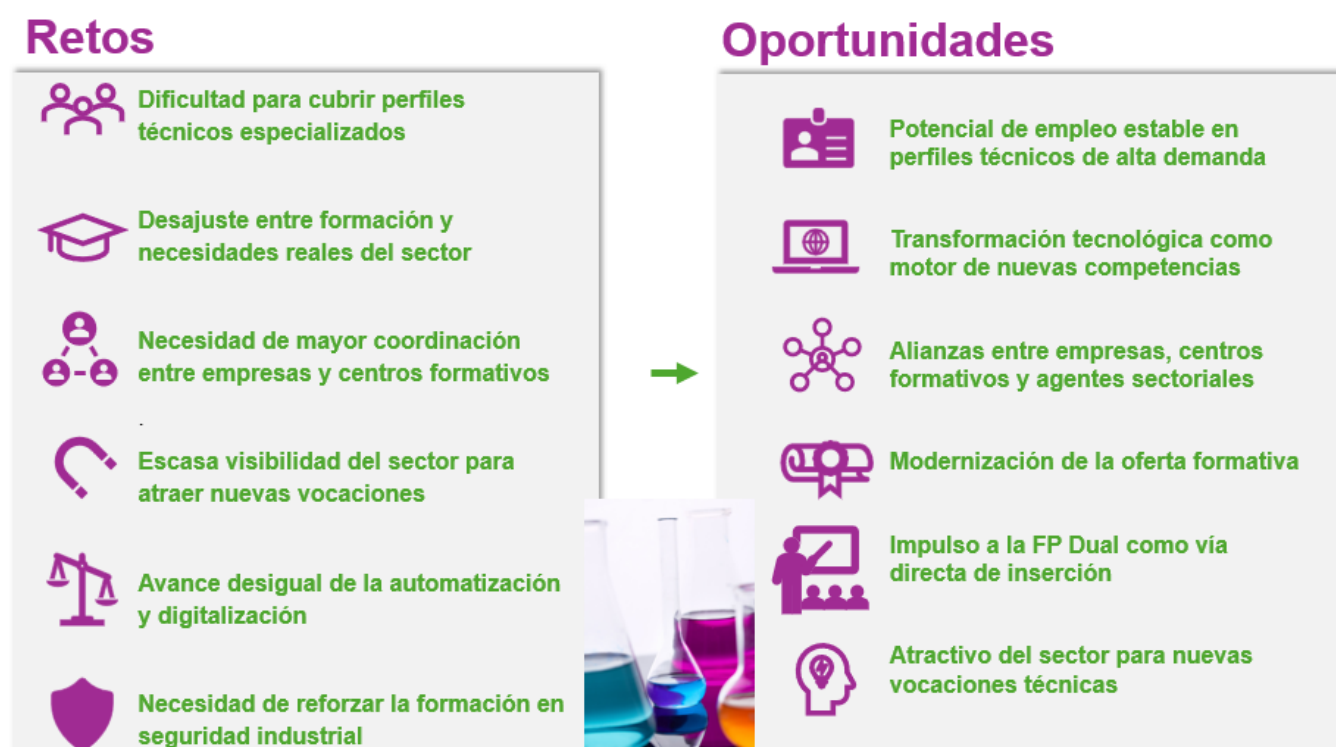 Retos
Dificultad para cubrir perfiles
técnicos especializados
Desajuste entre formación y
necesidades reales del sector
Necesidad de mayor coordinación
entre empresas y centros formativos
.
Escasa visibilidad del sector para
atraer nuevas vocaciones
Avance desigual de la automatización
y digitalización
Necesidad de reforzar la formación en
seguridad industrial
Oportunidades
Potencial de empleo estable en
perfiles técnicos de alta demanda
Transformación tecnológica como
motor de nuevas competencias
Alianzas entre empresas, centros
formativos y agentes sectoriales
Modernización de la oferta formativa
Impulso a la FP Dual como vía
directa de inserción
Atractivo del sector para nuevas
vocaciones técnicas